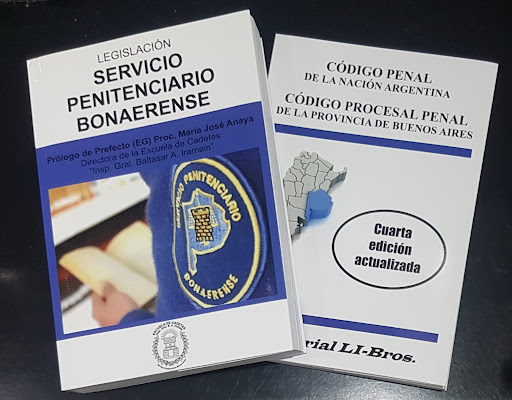 LEGISLACIÓN
SERVICIO
PENITENCIARIO
BONAERENSE
Prólogo de Prefecto (EG) Proc. María José Anaya
Directora de la Escuela de Cadetes
"Insp. Gral. Baltasar A. Iramain"
SERVICIO PENITENCIARIO
BONAERENSE
CÓDIGO PENAL
DE LA NACIÓN ARGENTINA
CÓDIGO PROCESAL PENAL
DE LA PROVINCIA DE BUENOS AIRES
Cuarta
edición
actualizada
rial LI-Bros.